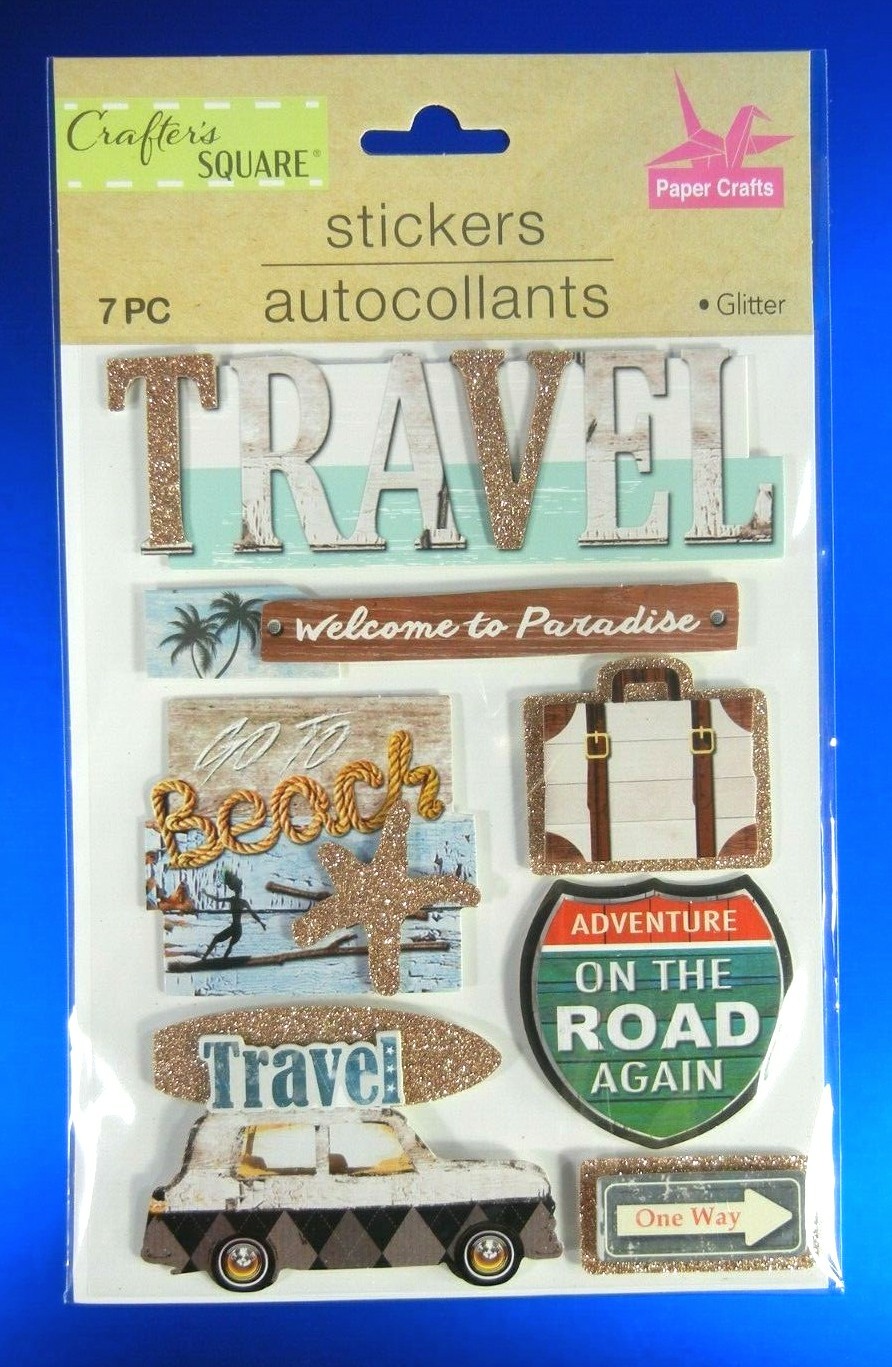 Crafter's
SQUARE®
Paper Crafts
stickers
autocollants
7 PC
• Glitter
TRAVEL
Welcome to Paradise
GO TO
Beach
ADVENTURE
ON THE
ROAD
AGAIN
Travel
One Way